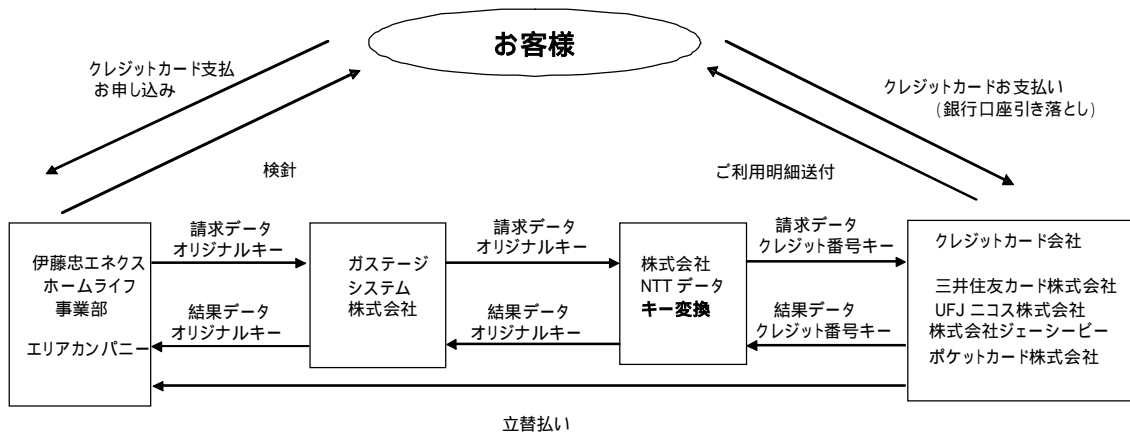 お客様
クレジットカード支払
お申し込み
クレジットカードお支払い
(銀行口座引き落とし)
検針
ご利用明細送付
伊藤忠エネクス
ホームライフ
事業部
エリアカンパニー
請求データ
オリジナルキー
結果データ
オリジナルキー
ガステージ
システム
株式会社
請求データ
オリジナルキー
結果データ
オリジナルキー
株式会社
NTTデータ
キー変換
請求データ
クレジット番号キー
結果データ
クレジット番号キー
クレジットカード会社
三井住友カード株式会社
UFJニコス株式会社
株式会社ジェーシービー
ポケットカード株式会社
立替払い